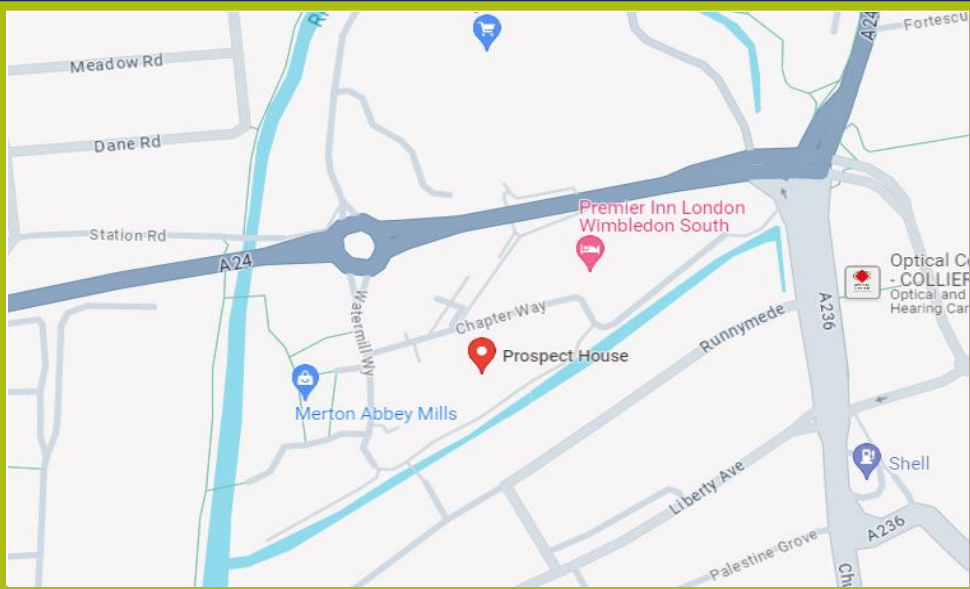 Fortescu
A24
Meadow Rd
Dane Rd
Station Rd
A24
Premier Inn London
Wimbledon South
Optical Ce
- COLLIER
Optical and
Hearing Car
A236
Runnymede
Chapter Way
Watermill Wy
Prospect House
Merton Abbey Mills
Liberty Ave
Shell
A236
Palestine Grove